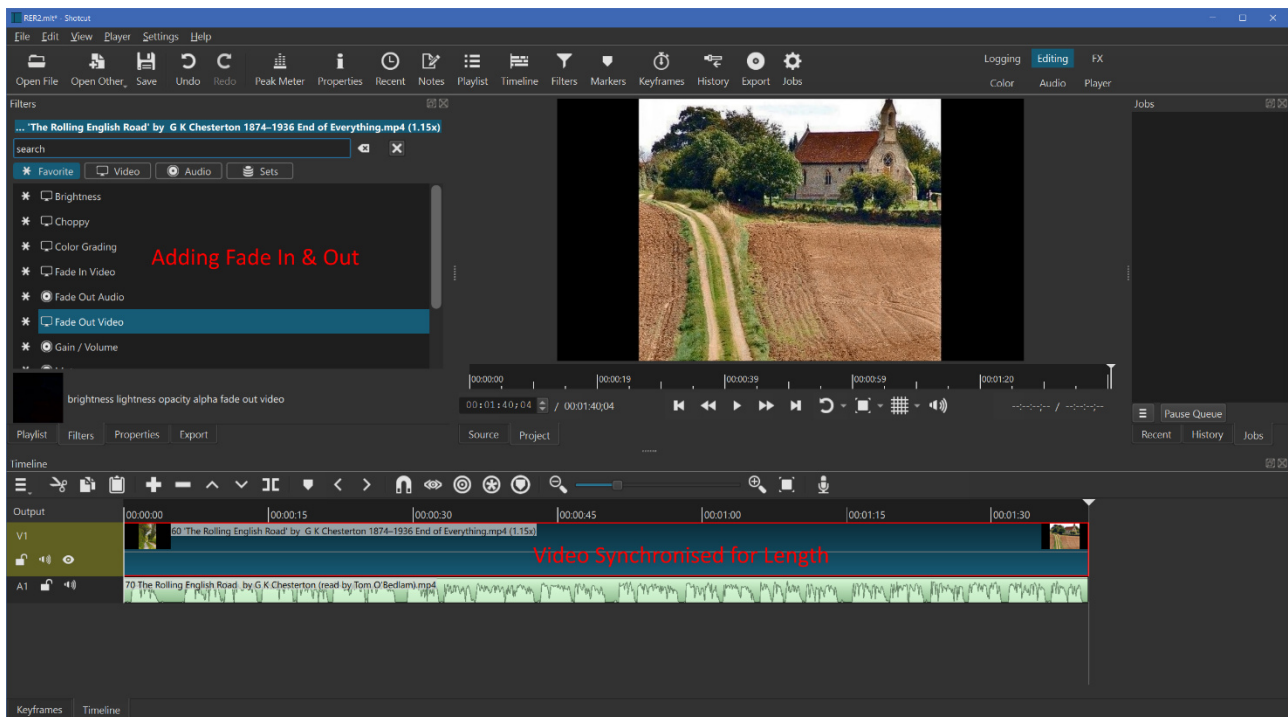 RER2.mlt* - Shotcut
File Edit View Player Settings Help
Open File Open Other Save Undo Redo Peak Meter Properties Recent Notes Playlist Timeline Filters Markers Keyframes History Export Jobs
Logging Editing FX
Color Audio Player
Filters
... 'The Rolling English Road' by G K Chesterton 1874–1936 End of Everything.mp4 (1.15x)
search
Favorite Video Audio Sets
Brightness
Choppy
Color Grading
Adding Fade In & Out
Fade In Video
Fade Out Audio
Fade Out Video
Gain / Volume
brightness lightness opacity alpha fade out video
Playlist Filters Properties Export
00:00:00 00:00:19 00:00:39 00:00:59 00:01:20
00:01:40;04 / 00:01:40;04 --:--:--;-- / --:--:--;--
Source Project
Jobs
Pause Queue
Recent History Jobs
Timeline
Output 00:00:00 00:00:15 00:00:30 00:00:45 00:01:00 00:01:15 00:01:30
V1
60 'The Rolling English Road' by G K Chesterton 1874–1936 End of Everything.mp4 (1.15x)
Video Synchronised for Length
A1
70 The Rolling English Road by G K Chesterton (read by Tom O'Bedlam).mp4
Keyframes Timeline